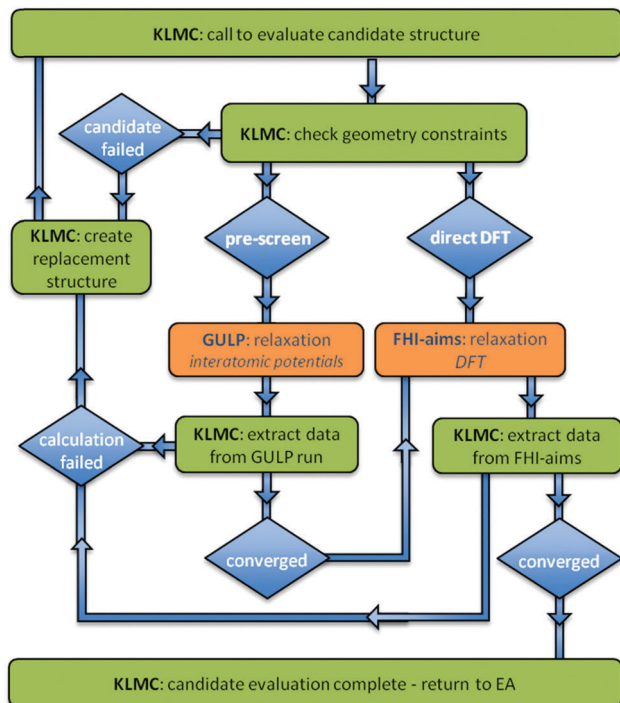 KLMC: call to evaluate candidate structure
candidate
failed
KLMC: check geometry constraints
KLMC: create
replacement
structure
pre-screen
direct DFT
GULP: relaxation
interatomic potentials
FHI-aims: relaxation
DFT
calculation
failed
KLMC: extract data
from GULP run
KLMC: extract data
from FHI-aims
converged
converged
KLMC: candidate evaluation complete - return to EA